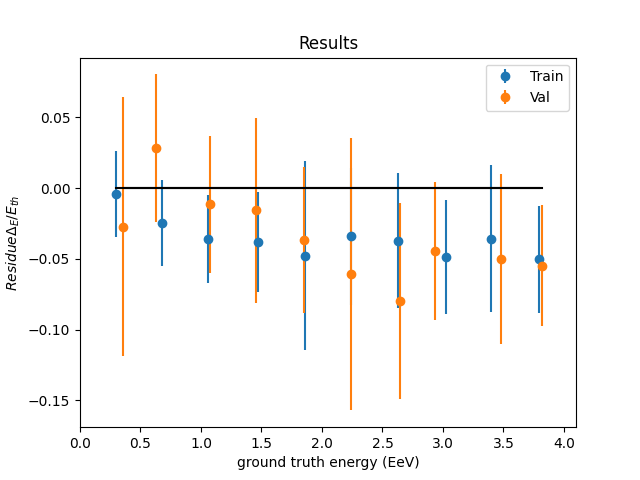 Results
Train
Val
0.05
0.00
−0.05
−0.10
−0.15
Residue Δ_E/E_th
0.0 0.5 1.0 1.5 2.0 2.5 3.0 3.5 4.0
ground truth energy (EeV)